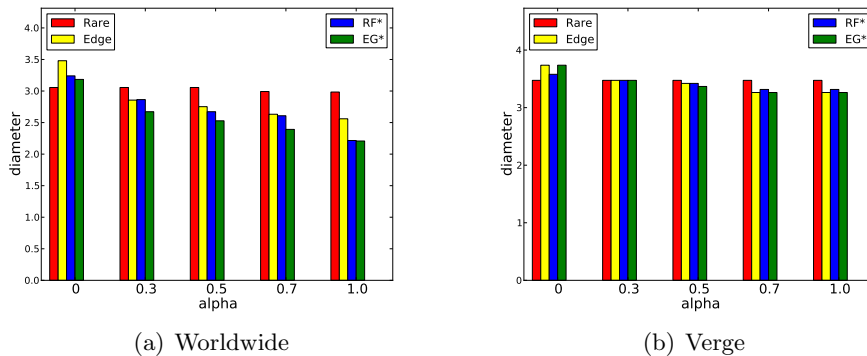 4.0
3.5
3.0
2.5
2.0
1.5
1.0
0.5
0.0
diameter
Rare
Edge
RF*
EG*
0 0.3 0.5 0.7 1.0
alpha
(a) Worldwide
4
3
2
1
0
diameter
Rare
Edge
RF*
EG*
0 0.3 0.5 0.7 1.0
alpha
(b) Verge